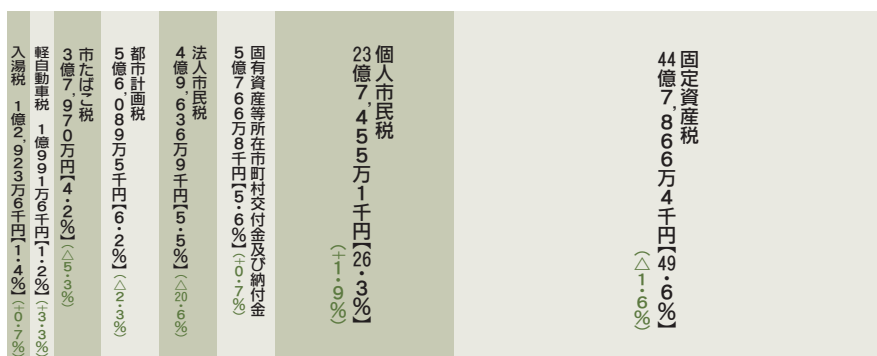 固定資産税
44億7,866万4千円【49・6%】
(△1・6%)
個人市民税
23億7,455万1千円【26・3%】
(+1・9%)
固有資産等所在市町村交付金及び納付金
5億766万8千円【5・6%】(+0・7%)
法人市民税
4億9,636万9千円【5・5%】(△20・6%)
都市計画税
5億6,089万5千円【6・2%】(△2・3%)
市たばこ税
3億7,970万円【4・2%】(△5・3%)
軽自動車税 1億991万6千円【1・2%】(+3・3%)
入湯税 1億2,923万6千円【1・4%】(+0・7%)